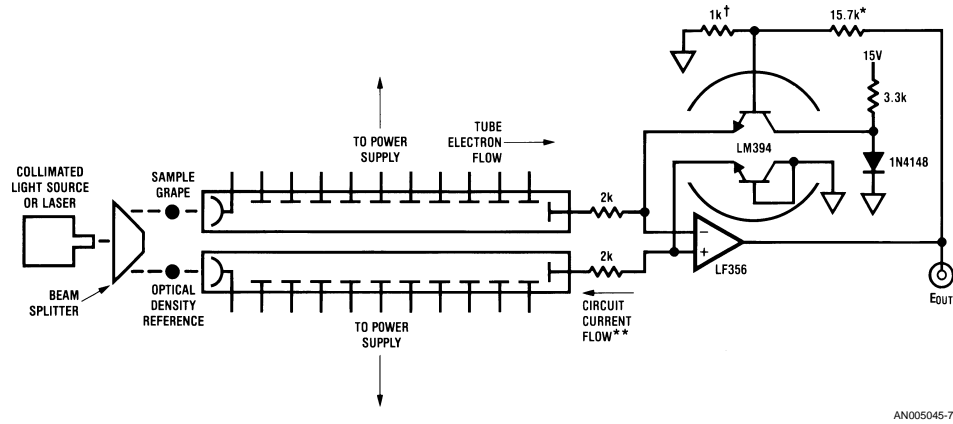 1k†
15.7k*
15V
3.3k
TO POWER
SUPPLY
TUBE
ELECTRON
FLOW
LM394
1N4148
COLLIMATED
LIGHT SOURCE
OR LASER
SAMPLE
GRAPE
2k
−
+
LF356
2k
EOUT
BEAM
SPLITTER
OPTICAL
DENSITY
REFERENCE
TO POWER
SUPPLY
CIRCUIT
CURRENT
FLOW**
AN005045-7